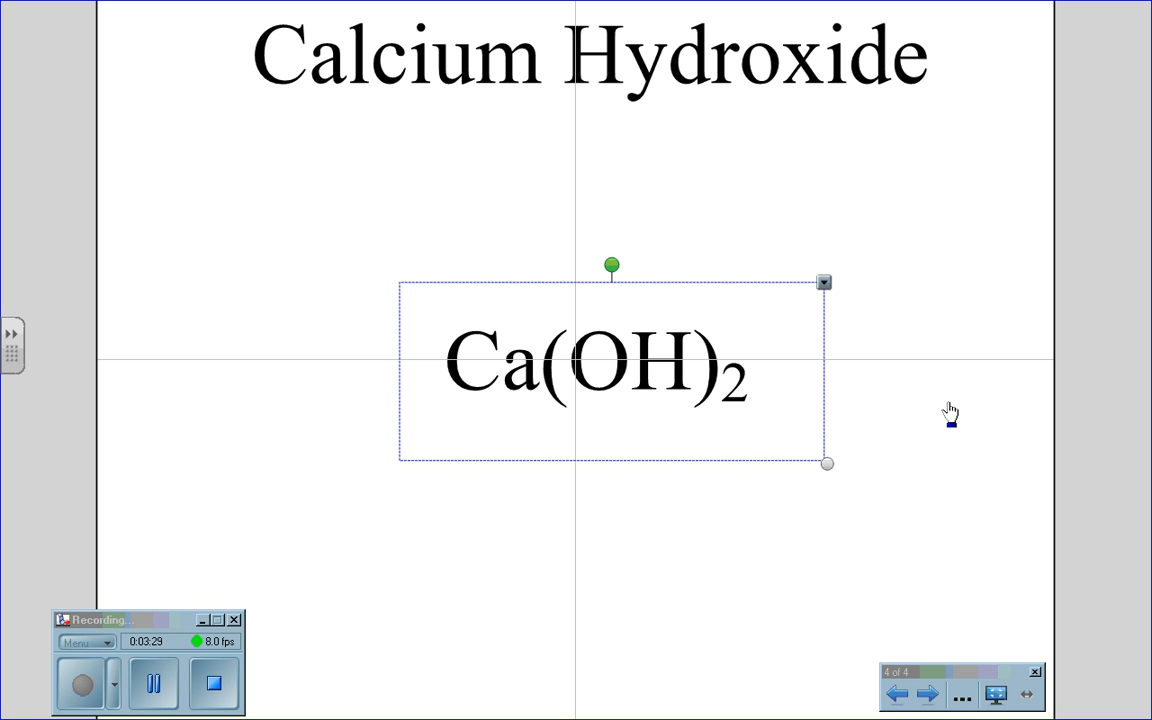 Calcium Hydroxide
Ca(OH)₂
Recording...
Menu
0:03:29
8.0 fps
4 of 4
...